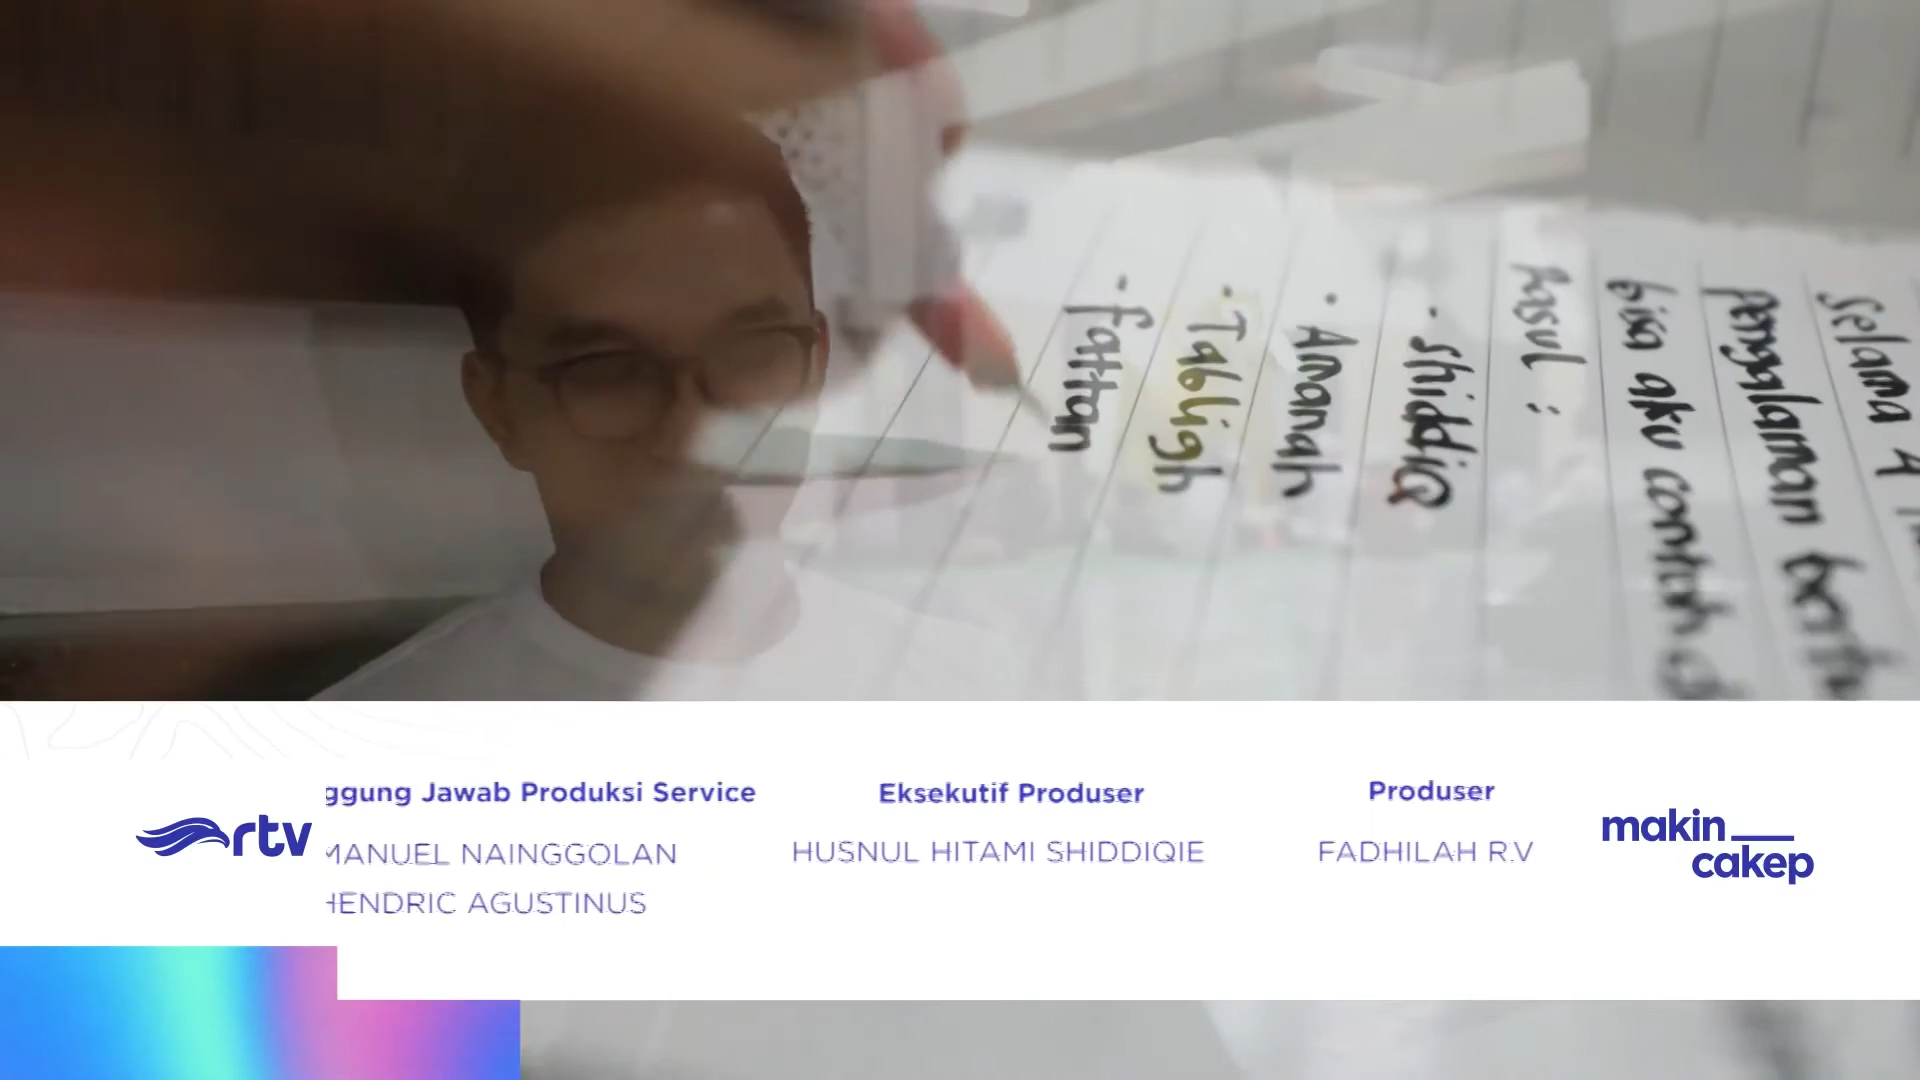 selama 4
pengalaman
bisa aku contoh
Rasul :
- Shiddiq
- Amanah
- Tabligh
- fattan
ggung Jawab Produksi Service
MANUEL NAINGGOLAN
HENDRIC AGUSTINUS
Eksekutif Produser
HUSNUL HITAMI SHIDDIQIE
Produser
FADHILAH R.V
rtv
makin
cakep